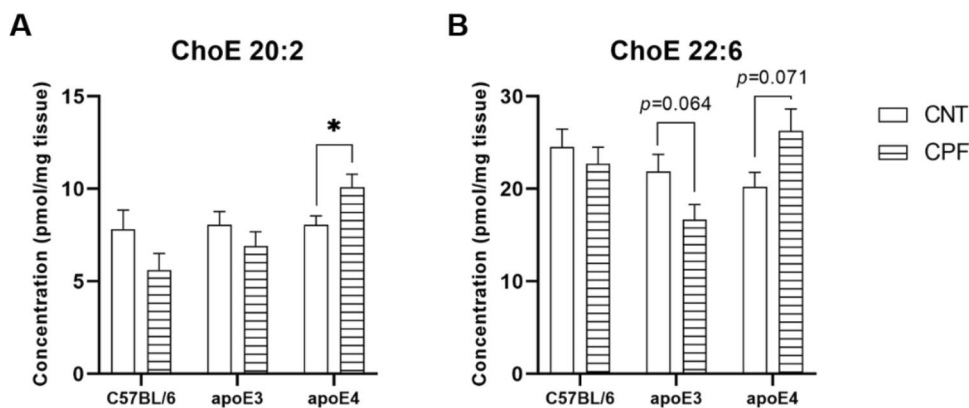 A
ChoE 20:2
Concentration (pmol/mg tissue)
15
10
5
0
*
C57BL/6 apoE3 apoE4
B
ChoE 22:6
Concentration (pmol/mg tissue)
30
20
10
0
p=0.064
p=0.071
C57BL/6 apoE3 apoE4
CNT
CPF